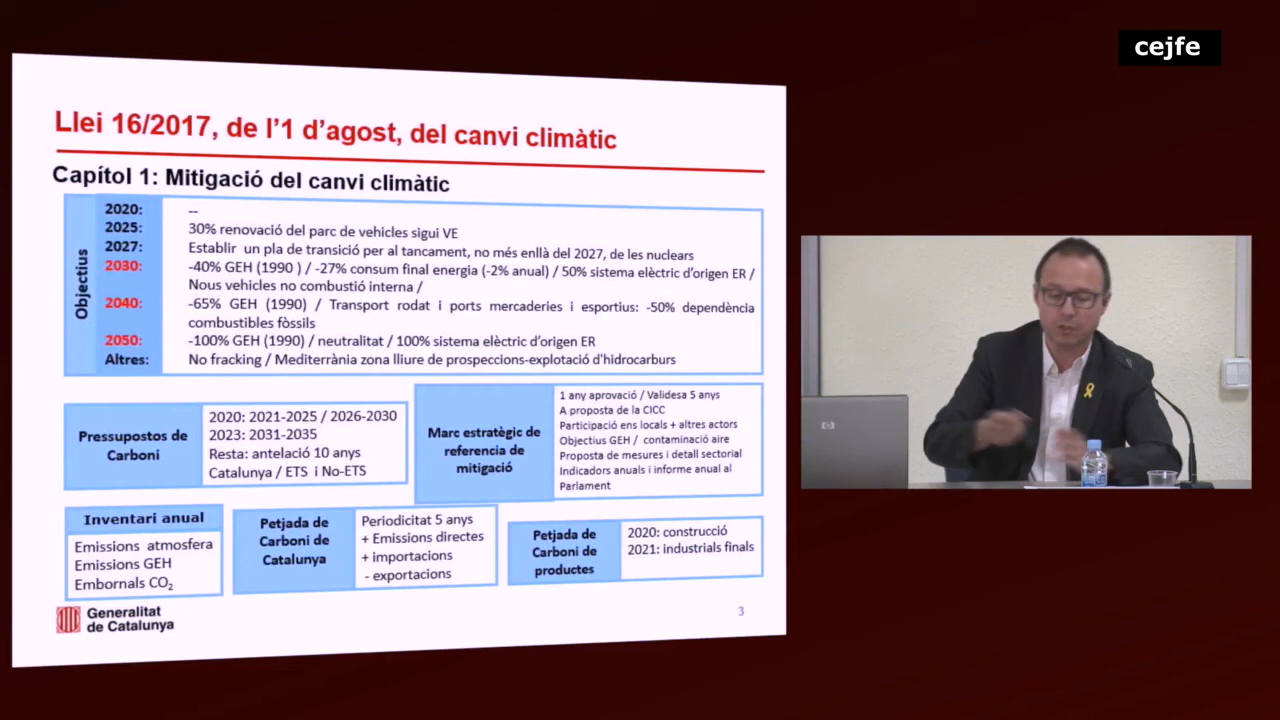 cejfe
Llei 16/2017, de l'1 d'agost, del canvi climàtic
Capítol 1: Mitigació del canvi climàtic
Objectius
2020: --
2025: 30% renovació del parc de vehicles sigui VE
2027: Establir un pla de transició per al tancament, no més enllà del 2027, de les nuclears
2030: -40% GEH (1990 ) / -27% consum final energia (-2% anual) / 50% sistema elèctric d'origen ER /
Nous vehicles no combustió interna /
2040: -65% GEH (1990) / Transport rodat i ports mercaderies i esportius: -50% dependència
combustibles fòssils
2050: -100% GEH (1990) / neutralitat / 100% sistema elèctric d'origen ER
Altres: No fracking / Mediterrània zona lliure de prospeccions-explotació d'hidrocarburs
Pressupostos de
Carboni
2020: 2021-2025 / 2026-2030
2023: 2031-2035
Resta: antelació 10 anys
Catalunya / ETS i No-ETS
Marc estratègic de
referencia de
mitigació
1 any aprovació / Validesa 5 anys
A proposta de la CICC
Participació ens locals + altres actors
Objectius GEH / contaminació aire
Proposta de mesures i detall sectorial
Indicadors anuals i informe anual al
Parlament
Inventari anual
Emissions atmosfera
Emissions GEH
Embornals CO₂
Petjada de
Carboni de
Catalunya
Periodicitat 5 anys
+ Emissions directes
+ importacions
- exportacions
Petjada de
Carboni de
productes
2020: construcció
2021: industrials finals
Generalitat
de Catalunya
3
hp